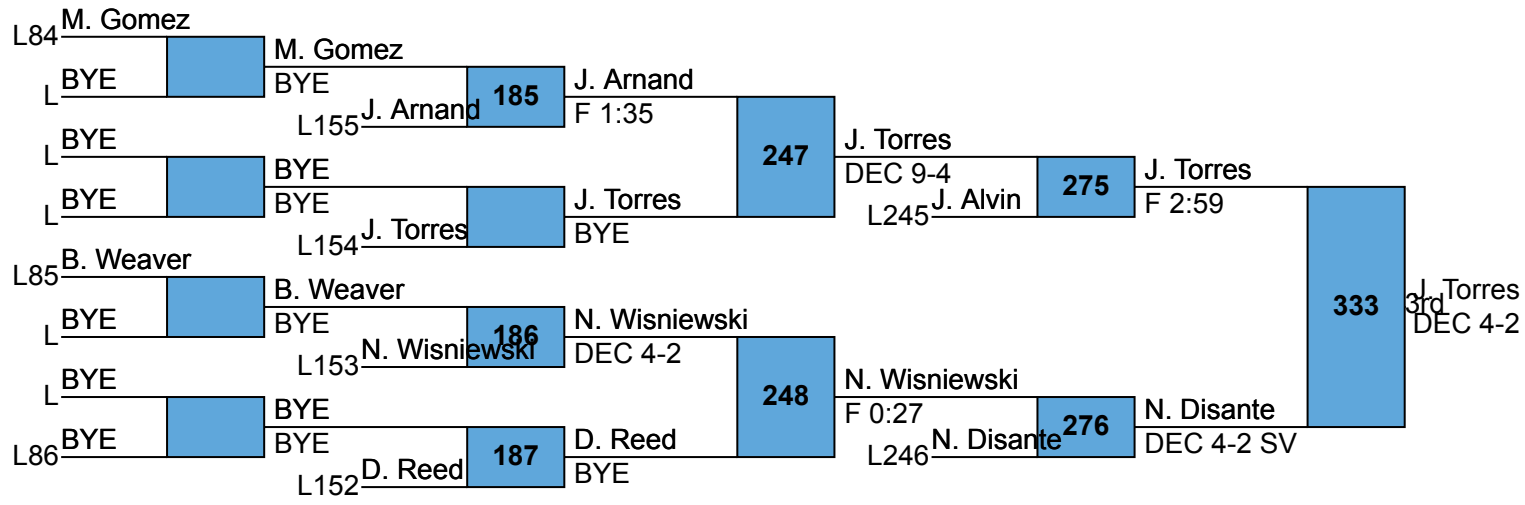 M. Gomez
L84
M. Gomez
BYE
L
BYE
J. Arnand
185
J. Arnand
L155
F 1:35
BYE
L
BYE
247
J. Torres
BYE
L
BYE
DEC 9-4
275
J. Torres
J. Torres
L154
BYE
J. Alvin
L245
F 2:59
B. Weaver
L85
B. Weaver
BYE
L
BYE
186
N. Wisniewski
N. Wisniewski
L153
DEC 4-2
333
3rd
J. Torres
DEC 4-2
BYE
L
BYE
248
N. Wisniewski
BYE
L86
BYE
F 0:27
276
N. Disante
187
D. Reed
N. Disante
L246
DEC 4-2 SV
D. Reed
L152
BYE